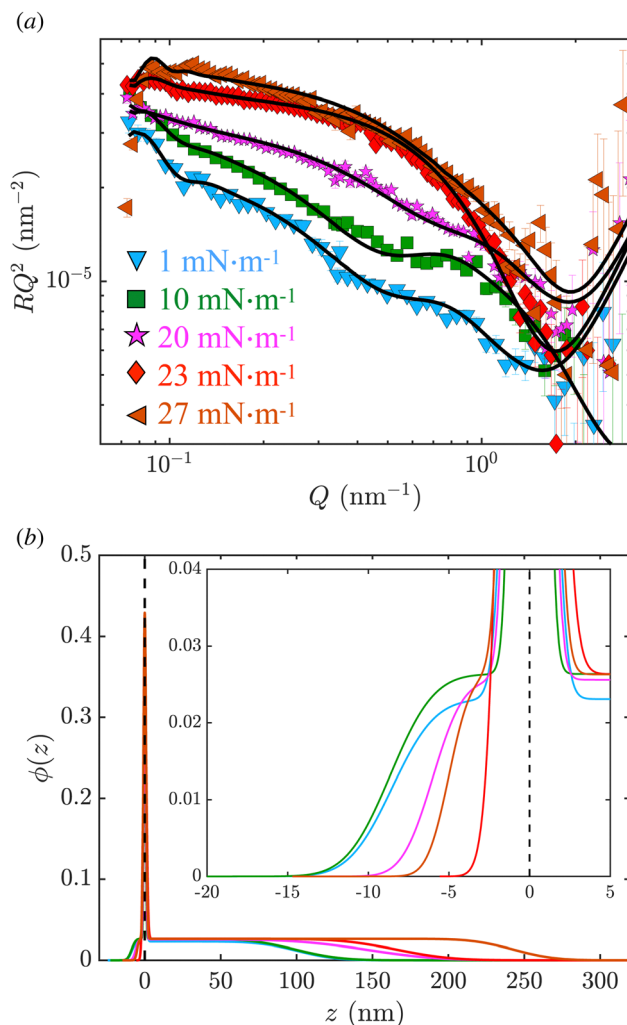 (a)
RQ² (nm⁻²)
10⁻⁵
1 mN·m⁻¹
10 mN·m⁻¹
20 mN·m⁻¹
23 mN·m⁻¹
27 mN·m⁻¹
10⁻¹
10⁰
Q (nm⁻¹)
(b)
ϕ(z)
0.5
0.4
0.3
0.2
0.1
0
0.04
0.03
0.02
0.01
0
-20
-15
-10
-5
0
5
0
50
100
150
200
250
300
z (nm)